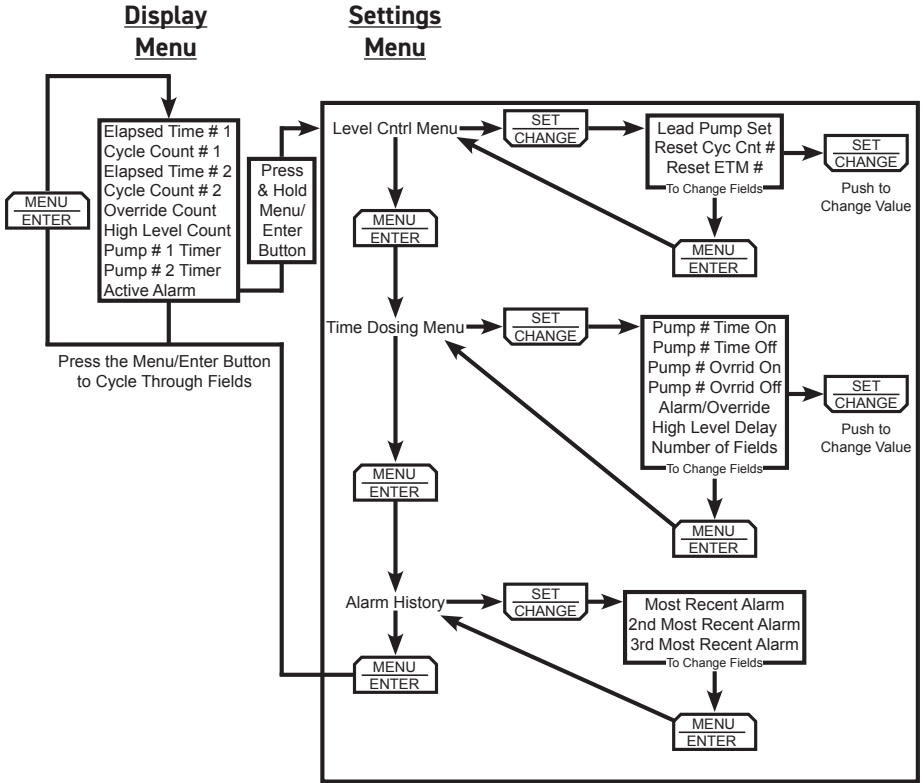 Display
Menu
Settings
Menu
MENU
ENTER
Elapsed Time # 1
Cycle Count # 1
Elapsed Time # 2
Cycle Count # 2
Override Count
High Level Count
Pump # 1 Timer
Pump # 2 Timer
Active Alarm
Press the Menu/Enter Button
to Cycle Through Fields
Press
& Hold
Menu/
Enter
Button
Level Cntrl Menu
SET
CHANGE
Lead Pump Set
Reset Cyc Cnt #
Reset ETM #
To Change Fields
SET
CHANGE
Push to
Change Value
MENU
ENTER
MENU
ENTER
Time Dosing Menu
SET
CHANGE
Pump # Time On
Pump # Time Off
Pump # Ovrrid On
Pump # Ovrrid Off
Alarm/Override
High Level Delay
Number of Fields
To Change Fields
SET
CHANGE
Push to
Change Value
MENU
ENTER
MENU
ENTER
Alarm History
SET
CHANGE
Most Recent Alarm
2nd Most Recent Alarm
3rd Most Recent Alarm
To Change Fields
MENU
ENTER
MENU
ENTER